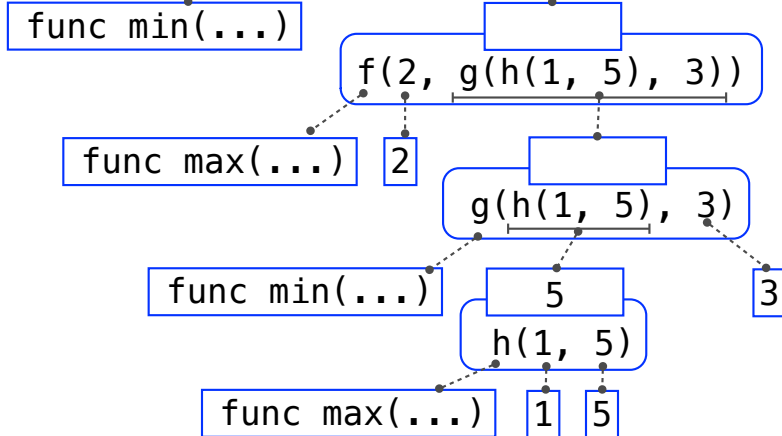 func min(...)
f(2, g(h(1, 5), 3))
func max(...)
2
g(h(1, 5), 3)
func min(...)
5
3
h(1, 5)
func max(...)
1
5